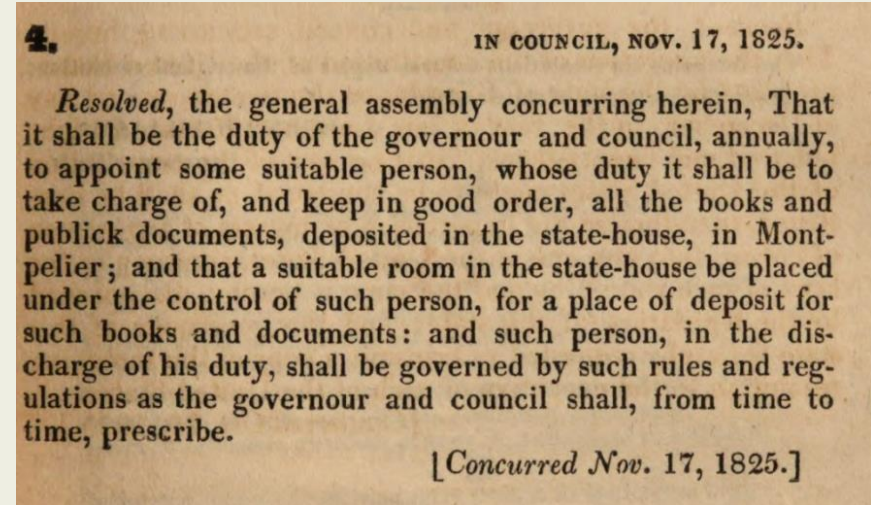 4.
IN COUNCIL, NOV. 17, 1825.
Resolved, the general assembly concurring herein, That
it shall be the duty of the governour and council, annually,
to appoint some suitable person, whose duty it shall be to
take charge of, and keep in good order, all the books and
publick documents, deposited in the state-house, in Mont-
pelier; and that a suitable room in the state-house be placed
under the control of such person, for a place of deposit for
such books and documents: and such person, in the dis-
charge of his duty, shall be governed by such rules and reg-
ulations as the governour and council shall, from time to
time, prescribe.
[Concurred Nov. 17, 1825.]